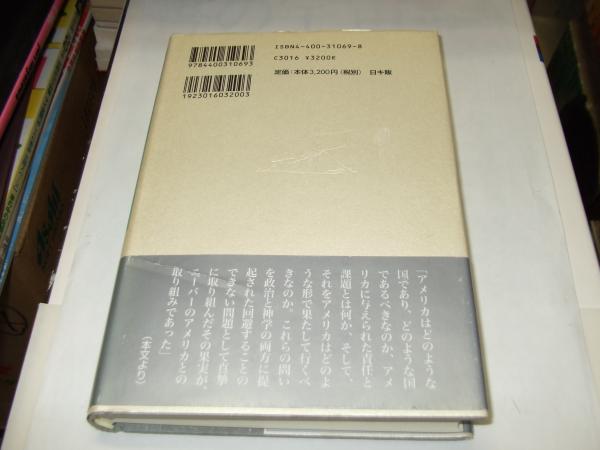 ISBN4-400-31069-8
C3016 ¥3200E
定価:本体3,200円(税別) 日キ販
9784400310693
1923016032003
「アメリカはどのような
国であり、どのような国
であるべきなのか、アメ
リカに与えられた責任と
課題とは何か、そして、
それをアメリカはどのよ
うな形で果たして行くべ
きなのか。これらの問い
を政治と神学の両方に提
起された回避することの
できない問題として真摯
に取り組んだその果実が、
ニーバーのアメリカとの
取り組みであった」
(本文より)